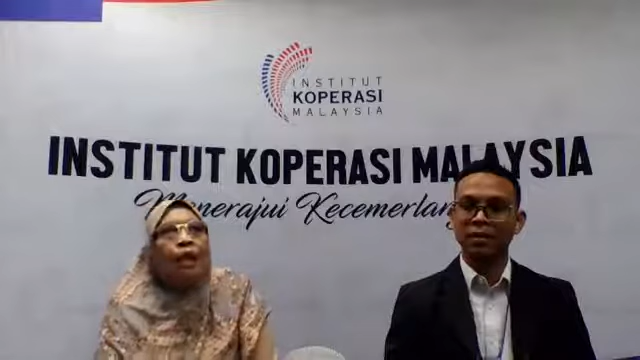 INSTITUT
KOPERASI
MALAYSIA
INSTITUT KOPERASI MALAYSIA
Menerajui